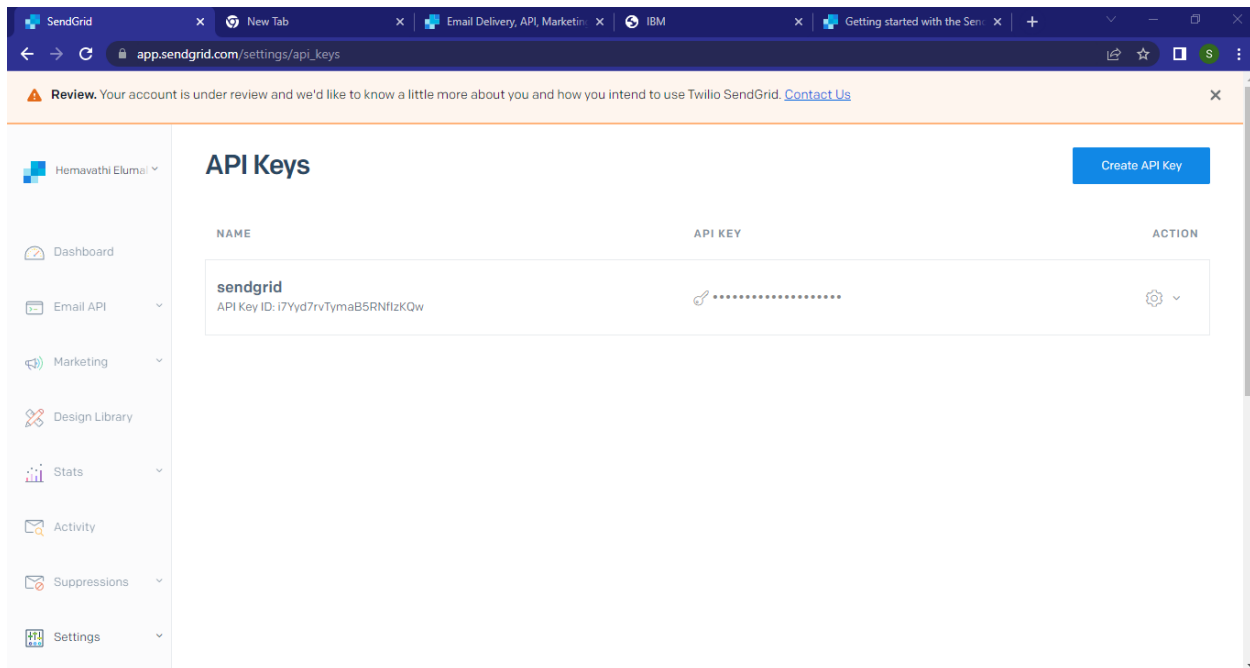 SendGrid
New Tab
Email Delivery, API, Marketin
IBM
Getting started with the Send
app.sendgrid.com/settings/api_keys
S
Review. Your account is under review and we'd like to know a little more about you and how you intend to use Twilio SendGrid. Contact Us
Hemavathi Elumal
API Keys
Create API Key
NAME
API KEY
ACTION
sendgrid
API Key ID: i7Yyd7rvTymaB5RNfIzKQw
••••••••••••••••••••
Dashboard
Email API
Marketing
Design Library
Stats
Activity
Suppressions
Settings